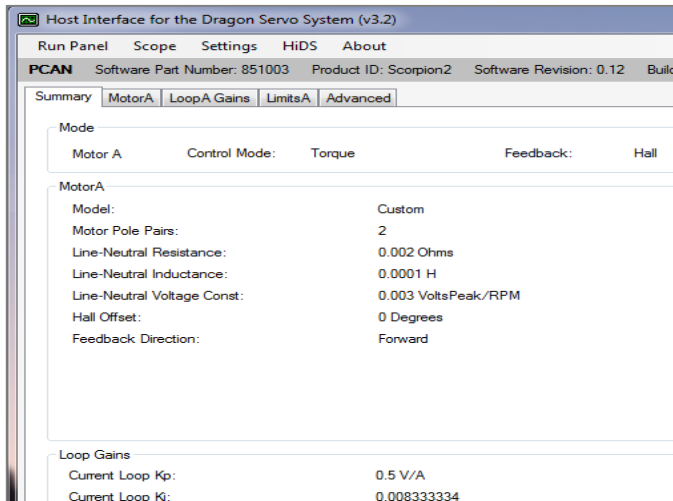 Host Interface for the Dragon Servo System (v3.2)
Run Panel Scope Settings HiDS About
PCAN Software Part Number: 851003 Product ID: Scorpion2 Software Revision: 0.12 Buil
Summary MotorA LoopA Gains LimitsA Advanced
Mode
Motor A Control Mode: Torque Feedback: Hall
MotorA
Model: Custom
Motor Pole Pairs: 2
Line-Neutral Resistance: 0.002 Ohms
Line-Neutral Inductance: 0.0001 H
Line-Neutral Voltage Const: 0.003 VoltsPeak/RPM
Hall Offset: 0 Degrees
Feedback Direction: Forward
Loop Gains
Current Loop Kp: 0.5 V/A
Current Loop Ki: 0.008333334